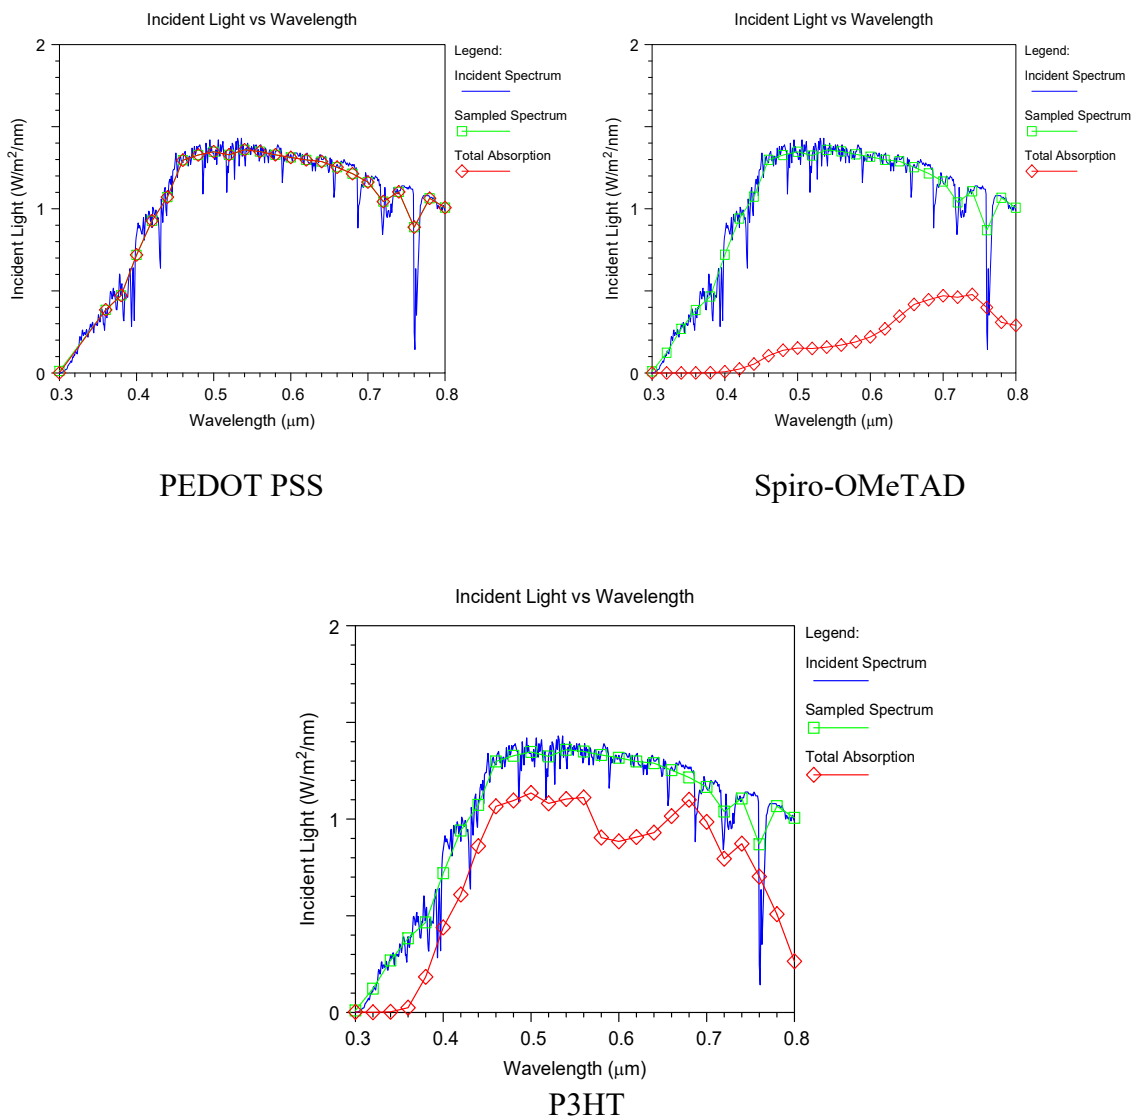 Incident Light vs Wavelength
2
1
0
Incident Light (W/m²/nm)
0.3 0.4 0.5 0.6 0.7 0.8
Wavelength (μm)
Legend:
Incident Spectrum
Sampled Spectrum
Total Absorption
PEDOT PSS
Incident Light vs Wavelength
2
1
0
Incident Light (W/m²/nm)
0.3 0.4 0.5 0.6 0.7 0.8
Wavelength (μm)
Legend:
Incident Spectrum
Sampled Spectrum
Total Absorption
Spiro-OMeTAD
Incident Light vs Wavelength
2
1
0
Incident Light (W/m²/nm)
0.3 0.4 0.5 0.6 0.7 0.8
Wavelength (μm)
Legend:
Incident Spectrum
Sampled Spectrum
Total Absorption
P3HT